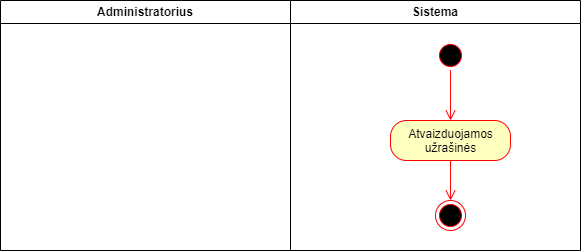 Administratorius
Sistema
Atvaizduojamos
užrašinės